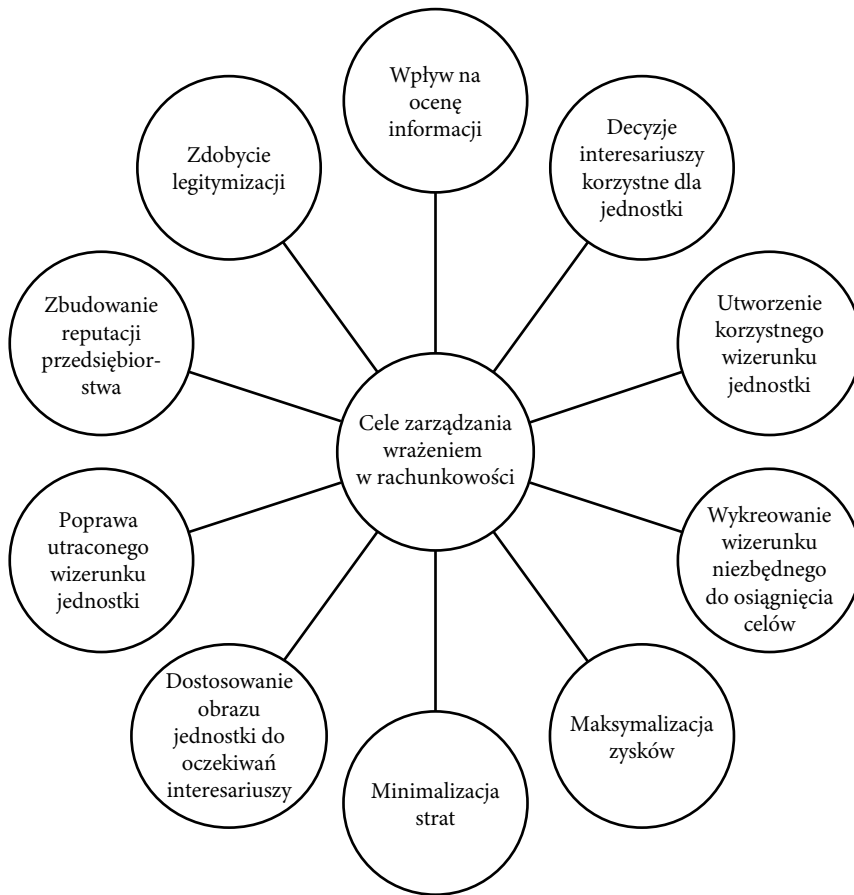 Wpływ na
ocenę
informacji
Decyzje
interesariuszy
korzystne dla
jednostki
Utworzenie
korzystnego
wizerunku
jednostki
Wykreowanie
wizerunku
niezbędnego
do osiągnięcia
celów
Maksymalizacja
zysków
Minimalizacja
strat
Dostosowanie
obrazu
jednostki do
oczekiwań
interesariuszy
Poprawa
utraconego
wizerunku
jednostki
Zbudowanie
reputacji
przedsiębior-
stwa
Zdobycie
legitymizacji
Cele zarządzania
wrażeniem
w rachunkowości